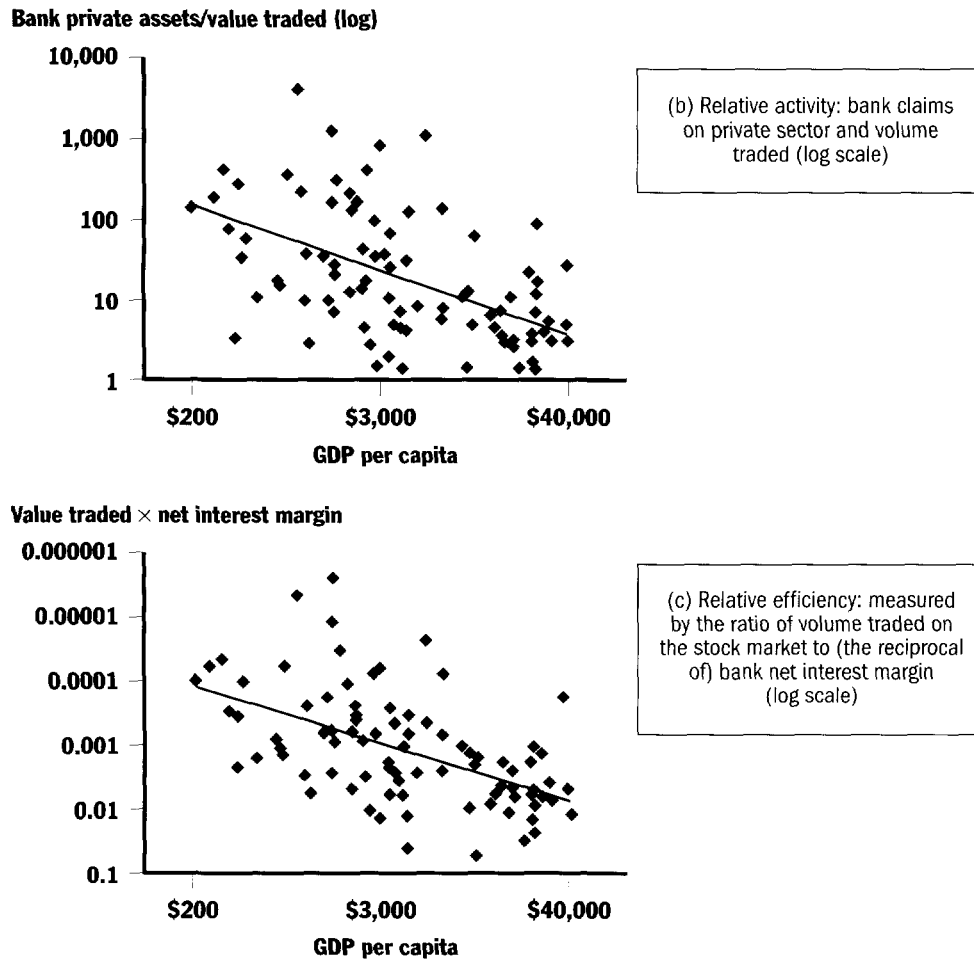 Bank private assets/value traded (log)
10,000
1,000
100
10
1
$200
$3,000
$40,000
GDP per capita
(b) Relative activity: bank claims
on private sector and volume
traded (log scale)
Value traded × net interest margin
0.000001
0.00001
0.0001
0.001
0.01
0.1
$200
$3,000
$40,000
GDP per capita
(c) Relative efficiency: measured
by the ratio of volume traded on
the stock market to (the reciprocal
of) bank net interest margin
(log scale)